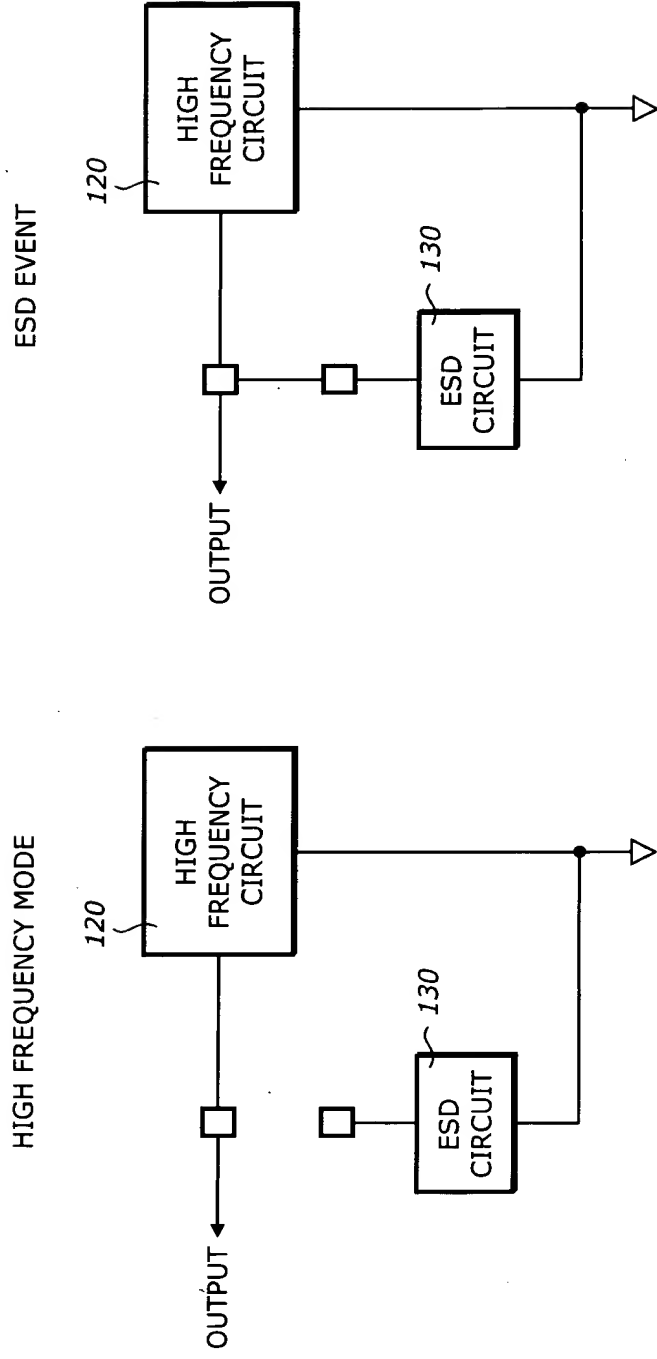 HIGH FREQUENCY MODE
120
HIGH
FREQUENCY
CIRCUIT
OUTPUT
130
ESD
CIRCUIT
ESD EVENT
120
HIGH
FREQUENCY
CIRCUIT
OUTPUT
130
ESD
CIRCUIT